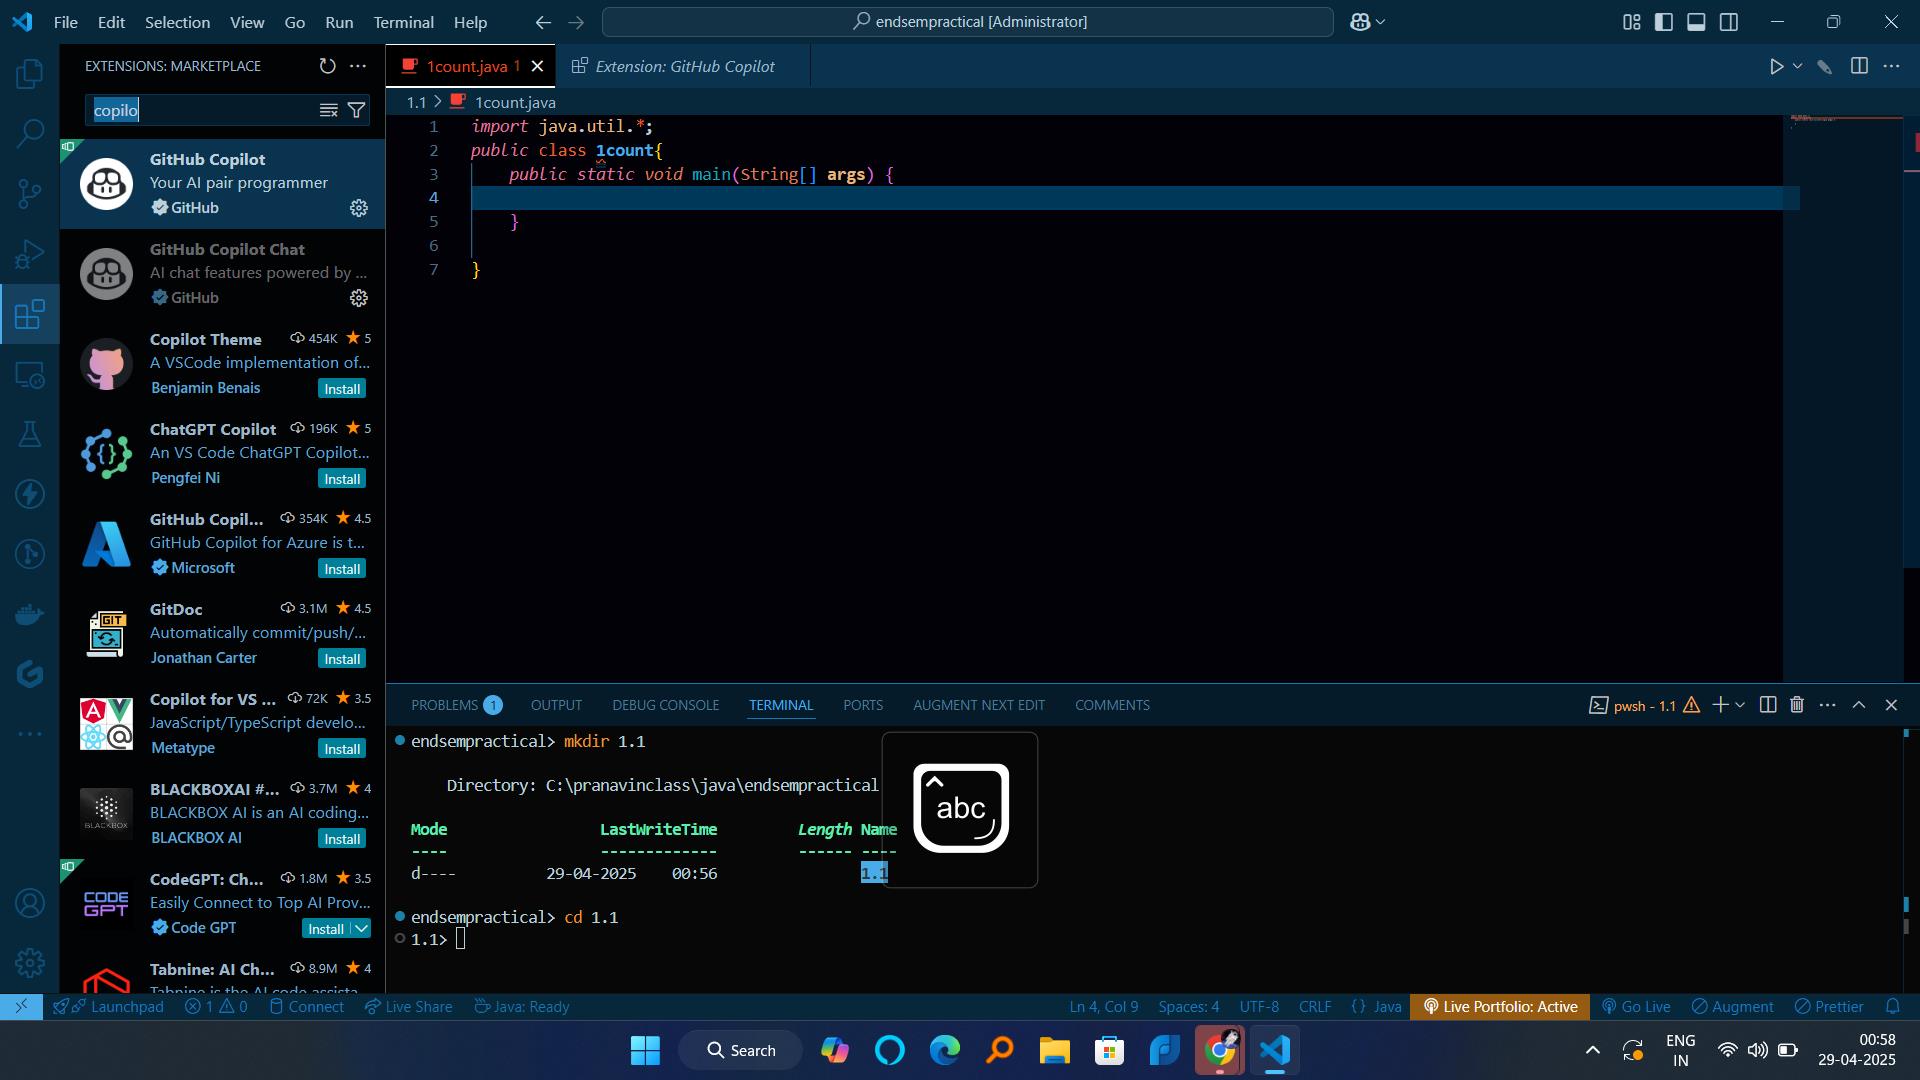 File Edit Selection View Go Run Terminal Help
endsempractical [Administrator]
EXTENSIONS: MARKETPLACE
copilo
GitHub Copilot
Your AI pair programmer
GitHub
GitHub Copilot Chat
AI chat features powered by ...
GitHub
Copilot Theme 454K 5
A VSCode implementation of...
Benjamin Benais Install
ChatGPT Copilot 196K 5
An VS Code ChatGPT Copilot...
Pengfei Ni Install
GitHub Copil... 354K 4.5
GitHub Copilot for Azure is t...
Microsoft Install
GIT
GitDoc 3.1M 4.5
Automatically commit/push/...
Jonathan Carter Install
Copilot for VS ... 72K 3.5
JavaScript/TypeScript develo...
Metatype Install
BLACKBOX
BLACKBOXAI #... 3.7M 4
BLACKBOX AI is an AI coding...
BLACKBOX AI Install
CODE
GPT
CodeGPT: Ch... 1.8M 3.5
Easily Connect to Top AI Prov...
Code GPT Install
Tabnine: AI Ch... 8.9M 4
Tabnine is the AI code assista...
1count.java 1 Extension: GitHub Copilot
1.1 > 1count.java
1 import java.util.*;
2 public class 1count{
3 public static void main(String[] args) {
4
5 }
6
7 }
PROBLEMS 1 OUTPUT DEBUG CONSOLE TERMINAL PORTS AUGMENT NEXT EDIT COMMENTS
pwsh - 1.1
endsempractical> mkdir 1.1
Directory: C:\pranavinclass\java\endsempractical
Mode LastWriteTime Length Name
---- ------------- ------ ----
d---- 29-04-2025 00:56 1.1
endsempractical> cd 1.1
1.1>
abc
Launchpad 1 0 Connect Live Share Java: Ready
Ln 4, Col 9 Spaces: 4 UTF-8 CRLF {} Java Live Portfolio: Active Go Live Augment Prettier
Search
ENG
IN
00:58
29-04-2025